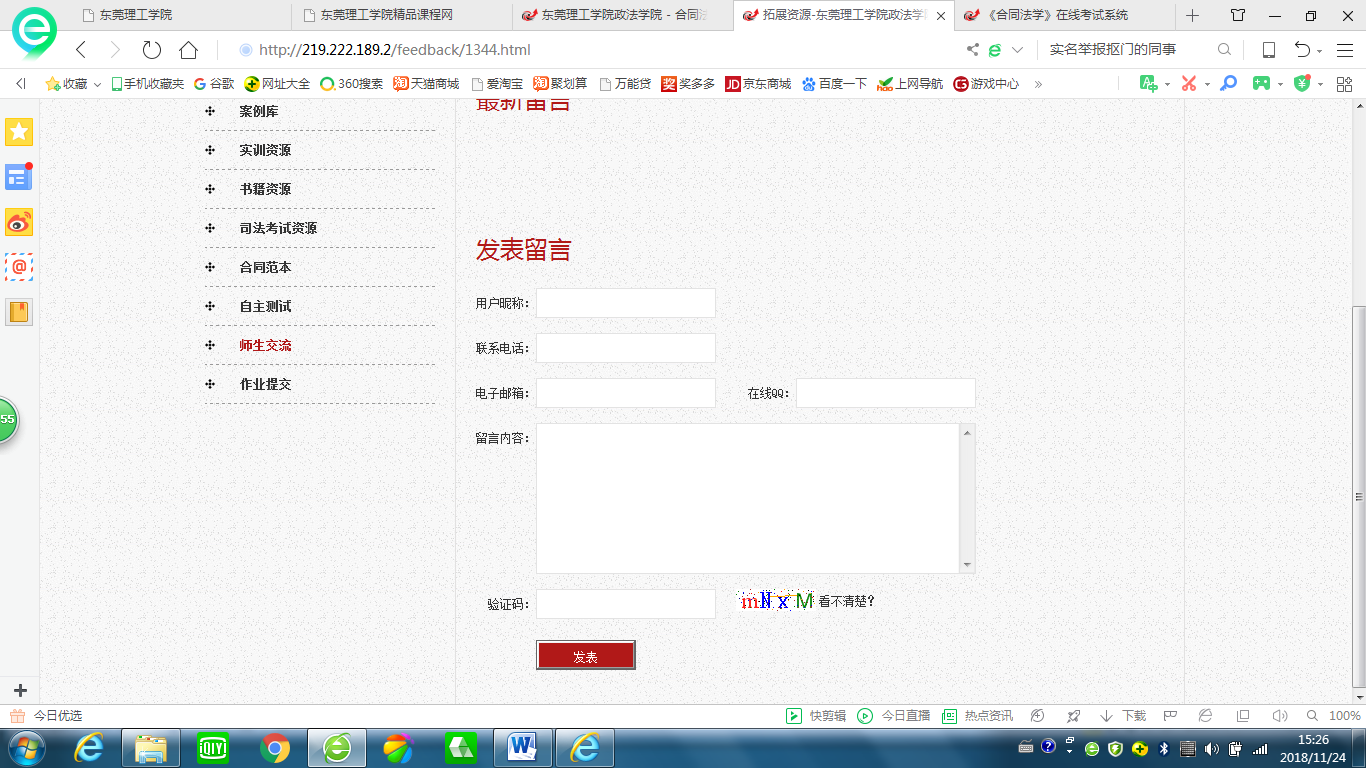 东莞理工学院
东莞理工学院精品课程网
东莞理工学院政法学院 - 合同法
拓展资源-东莞理工学院政法学院
《合同法学》在线考试系统
http://219.222.189.2/feedback/1344.html
实名举报抠门的同事
收藏 手机收藏夹 谷歌 网址大全 360搜索 天猫商城 爱淘宝 聚划算 万能贷 奖多多 京东商城 百度一下 上网导航 游戏中心 »
最新留言
案例库
实训资源
书籍资源
司法考试资源
合同范本
自主测试
师生交流
作业提交
55
发表留言
用户昵称:
联系电话:
电子邮箱:
在线QQ:
留言内容:
验证码:
mNxM 看不清楚?
发表
今日优选
快剪辑 今日直播 热点资讯 下载 100%
15:26
2018/11/24